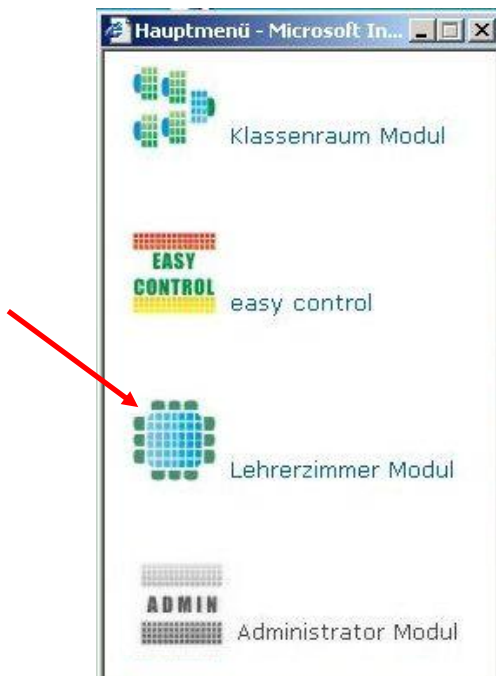 Hauptmenü - Microsoft In...
Klassenraum Modul
EASY
CONTROL
easy control
Lehrerzimmer Modul
ADMIN
Administrator Modul